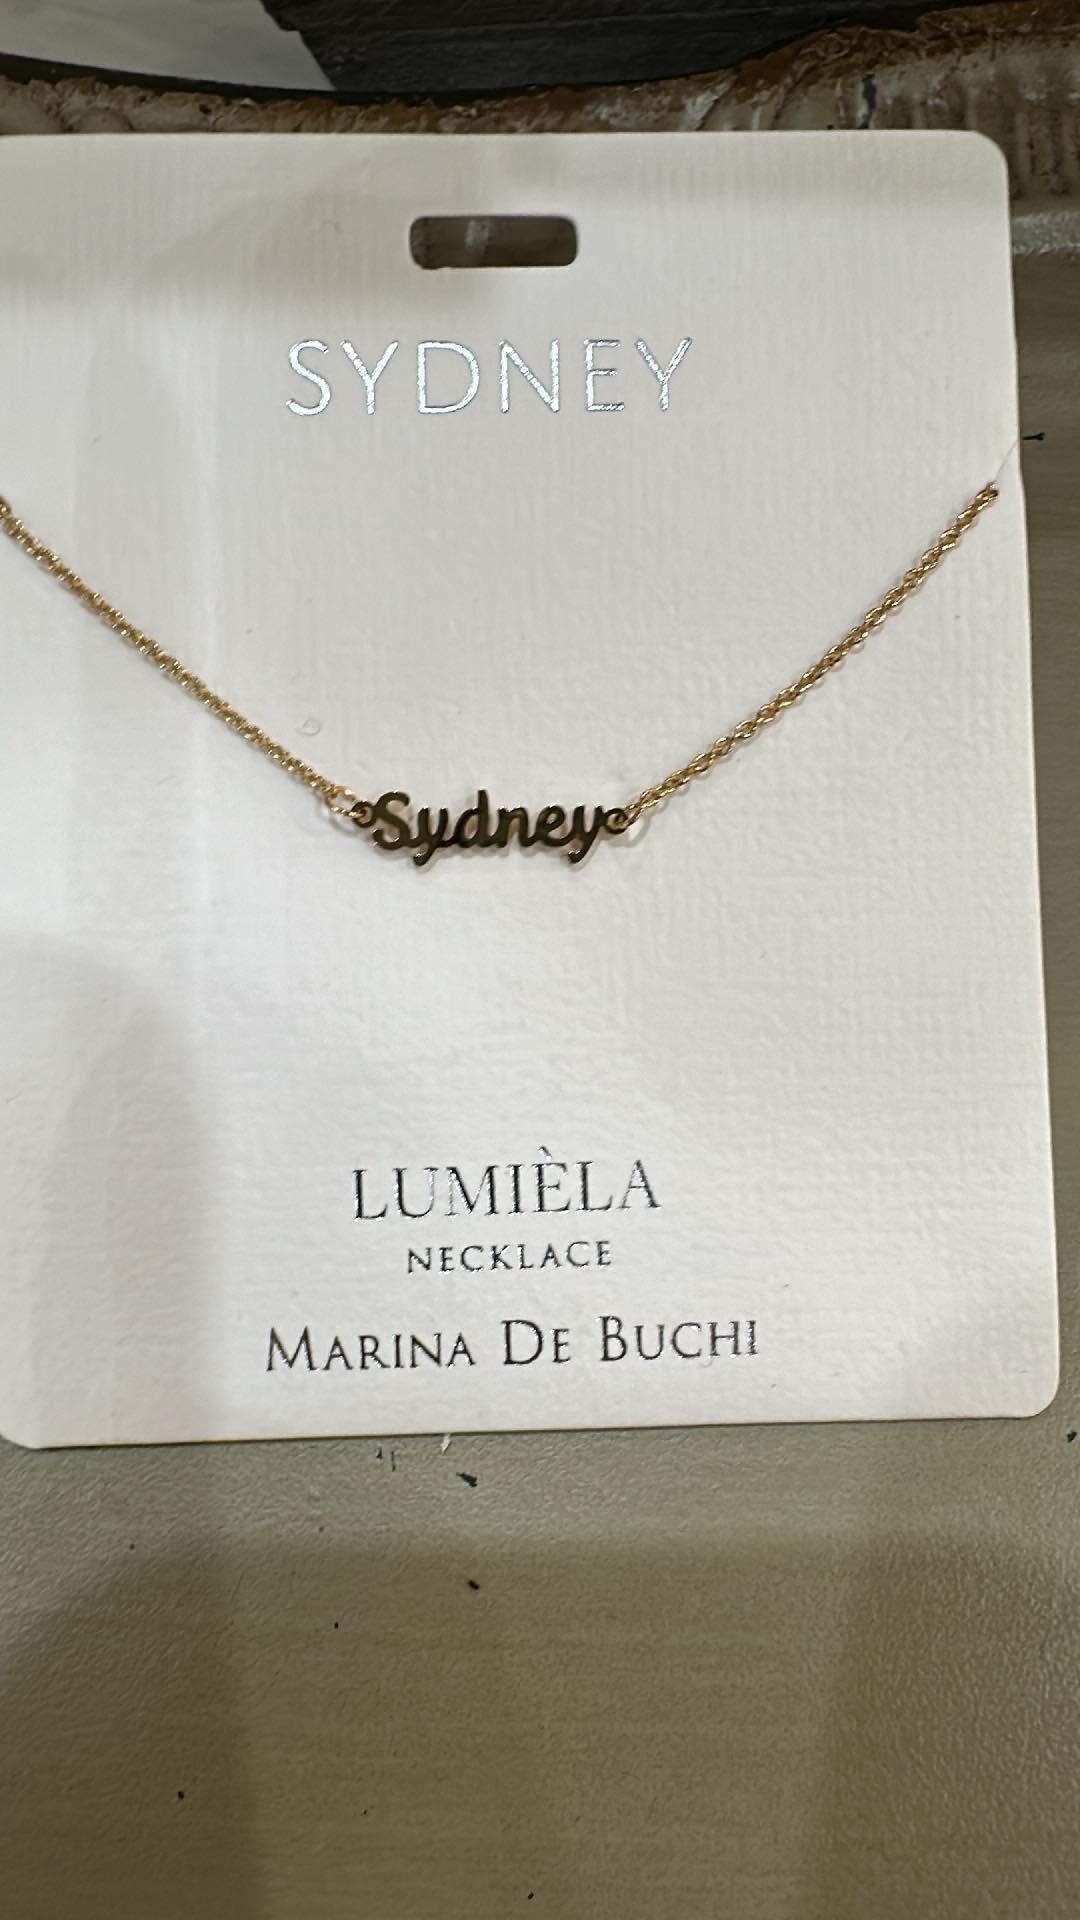 SYDNEY
Sydney
LUMIÈLA
NECKLACE
MARINA DE BUCHI